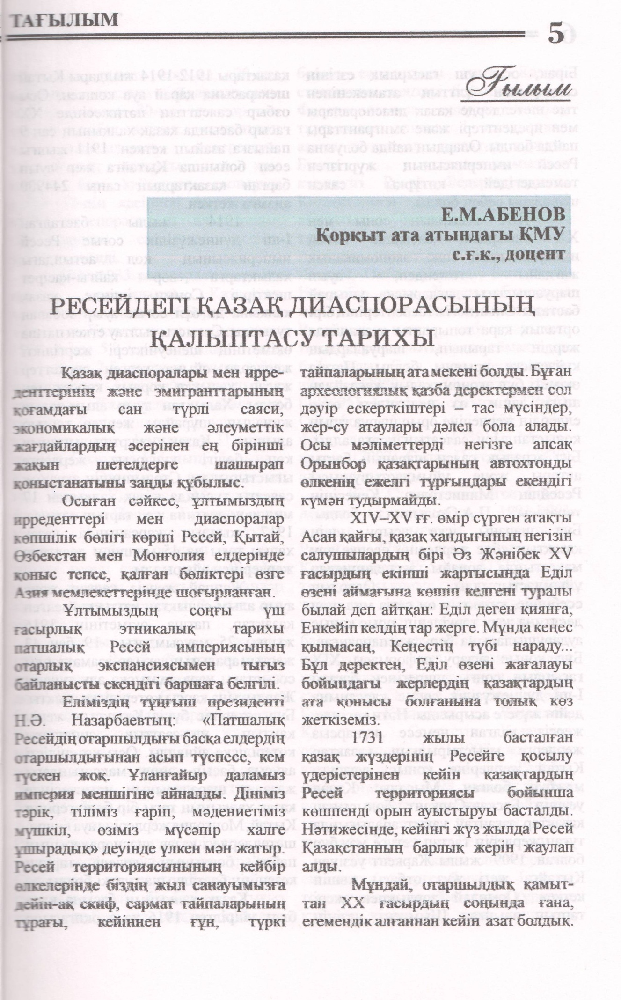 ТАҒЫЛЫМ
5
Ғылым
Е.М.АБЕНОВ
Қорқыт ата атындағы ҚМУ
с.ғ.к., доцент
РЕСЕЙДЕГІ ҚАЗАҚ ДИАСПОРАСЫНЫҢ
ҚАЛЫПТАСУ ТАРИХЫ
Қазақ диаспоралары мен ирре-
денттерінің және эмигранттарының
қоғамдағы сан түрлі саяси,
экономикалық және әлеуметтік
жағдайлардың әсерінен ең бірінші
жақын шетелдерге шашырап
қоныстанатыны заңды құбылыс.
Осыған сәйкес, ұлтымыздың
ирреденттері мен диаспоралар
көпшілік бөлігі көрші Ресей, Қытай,
Өзбекстан мен Монғолия елдерінде
қоныс тепсе, қалған бөліктері өзге
Азия мемлекеттерінде шоғырланған.
Ұлтымыздың соңғы үш
ғасырлық этникалық тарихы
патшалық Ресей империясының
отарлық экспансиясымен тығыз
байланысты екендігі баршаға белгілі.
Еліміздің тұңғыш президенті
Н.Ә. Назарбаевтың: «Патшалық
Ресейдің отаршылдығы басқа елдердің
отаршылдығынан асып түспесе, кем
түскен жоқ. Ұланғайыр даламыз
империя меншігіне айналды. Дініміз
тәрік, тіліміз ғаріп, мәдениетіміз
мүшкіл, өзіміз мүсәпір халге
ұшырадық» деуінде үлкен мән жатыр.
Ресей территориясынының кейбір
өлкелерінде біздің жыл санауымызға
дейін-ақ скиф, сармат тайпаларының
тұрағы, кейіннен ғұн, түркі
тайпаларының ата мекені болды. Бұған
археологиялық қазба деректермен сол
дәуір ескерткіштері – тас мүсіндер,
жер-су атаулары дәлел бола алады.
Осы мәліметтерді негізге алсақ
Орынбор қазақтарының автохтонды
өлкенің ежелгі тұрғындары екендігі
күмән тудырмайды.
XIV–XV ғғ. өмір сүрген атақты
Асан қайғы, қазақ хандығының негізін
салушылардың бірі Әз Жәнібек XV
ғасырдың екінші жартысында Еділ
өзені аймағына көшіп келгені туралы
былай деп айтқан: Еділ деген қиянға,
Енкейіп келдің тар жерге. Мұнда кеңес
қылмасаң, Кеңестің түбі нараду...
Бұл деректен, Еділ өзені жағалауы
бойындағы жерлердің қазақтардың
ата қонысы болғанына толық көз
жеткіземіз.
1731 жылы басталған
қазақ жүздерінің Ресейге қосылу
үдерістерінен кейін қазақтардың
Ресей территориясы бойынша
көшпенді орын ауыстыруы басталды.
Нәтижесінде, кейінгі жүз жылда Ресей
Қазақстанның барлық жерін жаулап
алды.
Мұндай, отаршылдық қамыт-
тан XX ғасырдың соңында ғана,
егемендік алғаннан кейін азат болдық.